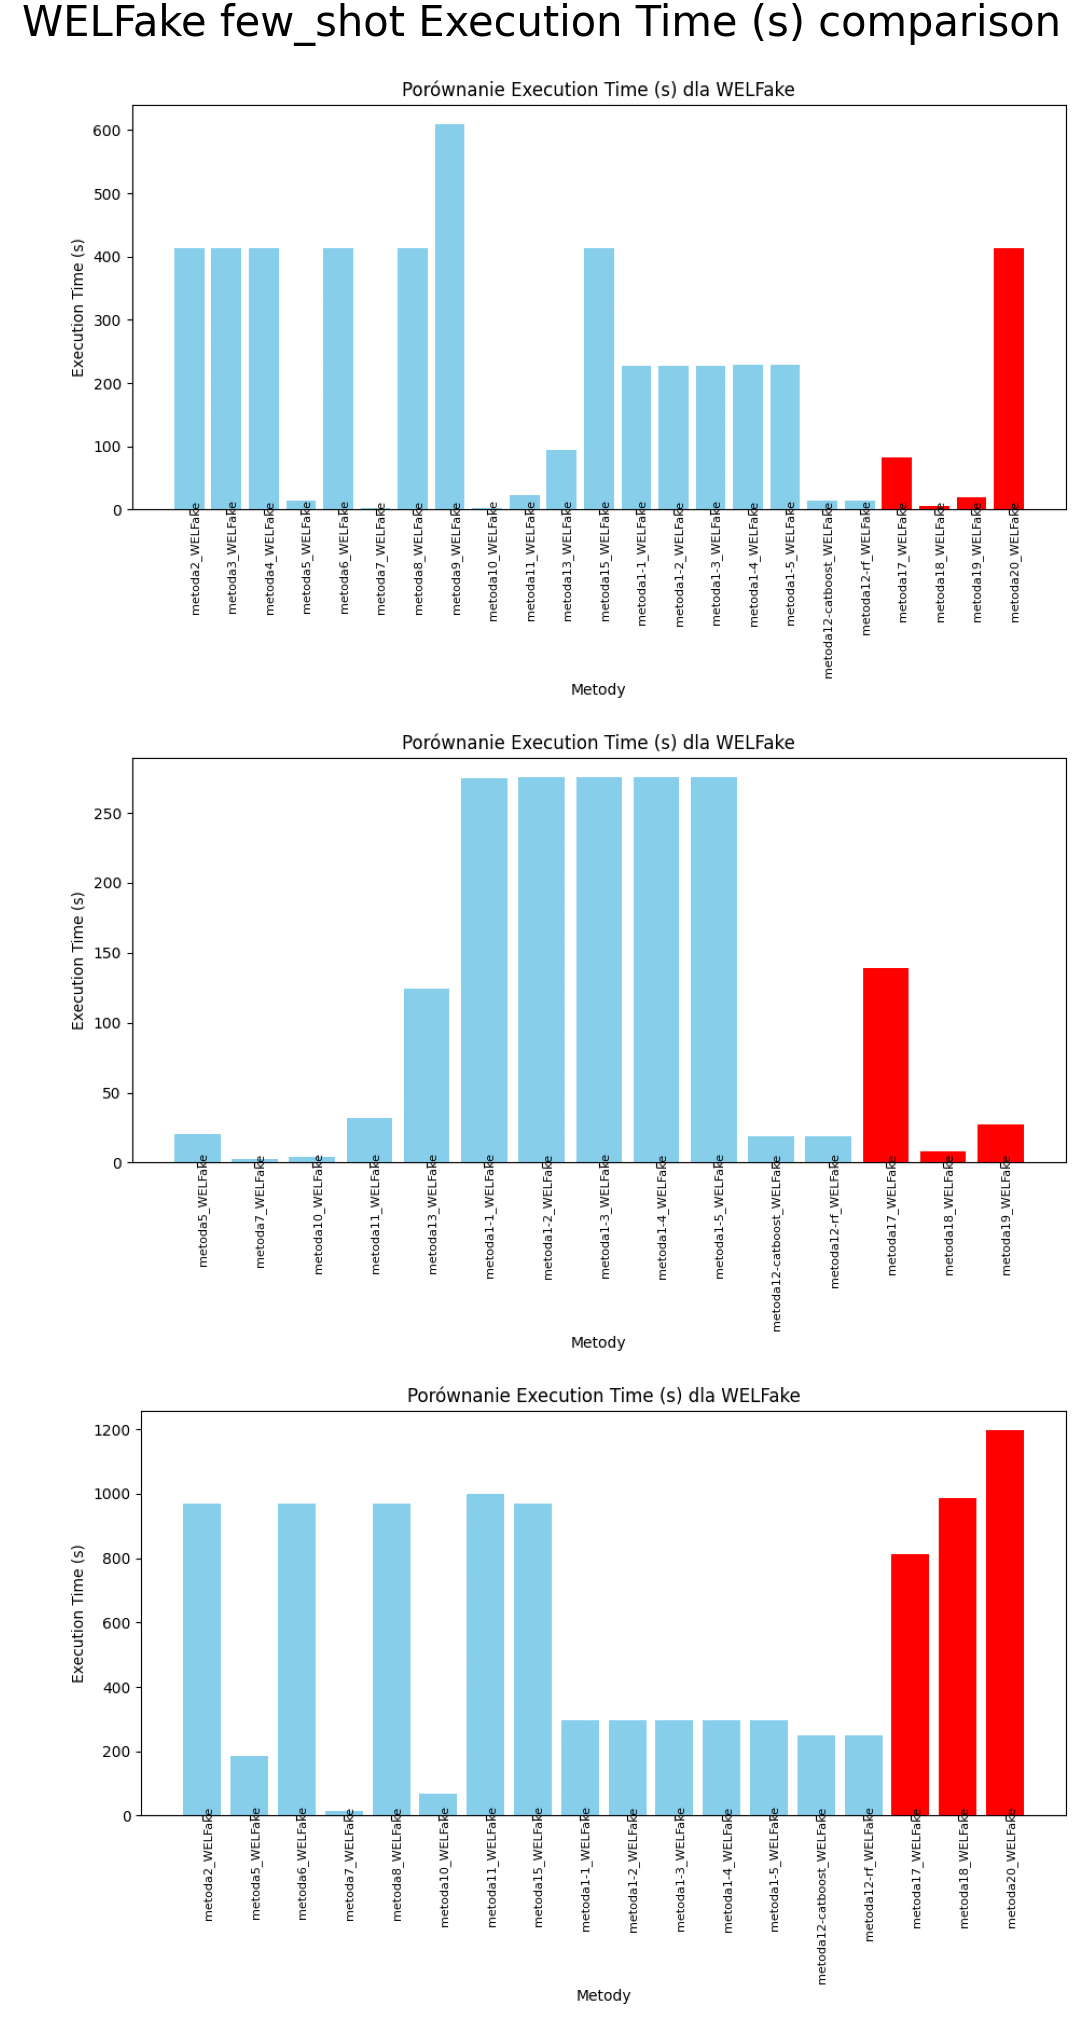 WELFake few_shot Execution Time (s) comparison
Porównanie Execution Time (s) dla WELFake
Execution Time (s)
600
500
400
300
200
100
0
metoda2_WELFake
metoda3_WELFake
metoda4_WELFake
metoda5_WELFake
metoda6_WELFake
metoda7_WELFake
metoda8_WELFake
metoda9_WELFake
metoda10_WELFake
metoda11_WELFake
metoda13_WELFake
metoda15_WELFake
metoda1-1_WELFake
metoda1-2_WELFake
metoda1-3_WELFake
metoda1-4_WELFake
metoda1-5_WELFake
metoda12-catboost_WELFake
metoda12-rf_WELFake
metoda17_WELFake
metoda18_WELFake
metoda19_WELFake
metoda20_WELFake
Metody
Porównanie Execution Time (s) dla WELFake
Execution Time (s)
250
200
150
100
50
0
metoda5_WELFake
metoda7_WELFake
metoda10_WELFake
metoda11_WELFake
metoda13_WELFake
metoda1-1_WELFake
metoda1-2_WELFake
metoda1-3_WELFake
metoda1-4_WELFake
metoda1-5_WELFake
metoda12-catboost_WELFake
metoda12-rf_WELFake
metoda17_WELFake
metoda18_WELFake
metoda19_WELFake
Metody
Porównanie Execution Time (s) dla WELFake
Execution Time (s)
1200
1000
800
600
400
200
0
metoda2_WELFake
metoda5_WELFake
metoda6_WELFake
metoda7_WELFake
metoda8_WELFake
metoda10_WELFake
metoda11_WELFake
metoda15_WELFake
metoda1-1_WELFake
metoda1-2_WELFake
metoda1-3_WELFake
metoda1-4_WELFake
metoda1-5_WELFake
metoda12-catboost_WELFake
metoda12-rf_WELFake
metoda17_WELFake
metoda18_WELFake
metoda20_WELFake
Metody